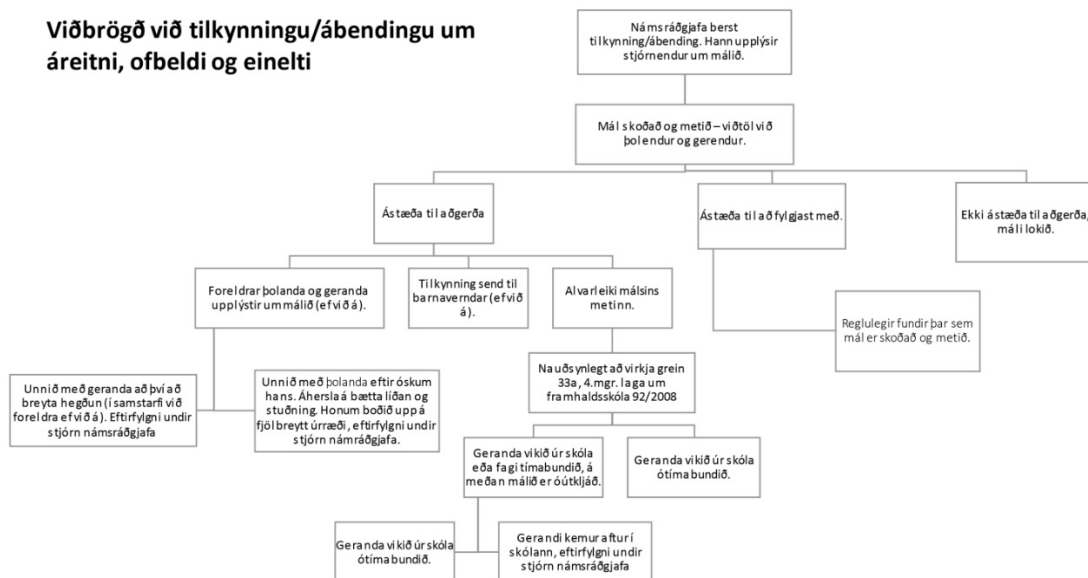 Viðbrögð við tilkynningu/ábendingu um
áreitni, ofbeldi og einelti
Námsráðgjafa berst
tilkynning/ábending. Hann upplýsir
stjórnendur um málið.
Mál skoðað og metið – viðtöl við
þolendur og gerendur.
Ástæða til aðgerða
Ástæða til að fylgjast með.
Ekki ástæða til aðgerða,
máli lokið.
Foreldrar þolanda og geranda
upplýstir um málið (ef við á).
Tilkynning send til
barnaverndar (ef við
á).
Alvarleiki málsins
metinn.
Reglulegir fundir þar sem
mál er skoðað og metið.
Unnið með geranda að því að
breyta hegðun (í samstarfi við
foreldra ef við á). Eftirfylgni undir
stjórn námsráðgjafa
Unnið með þolanda eftir óskum
hans. Áhersla á bætta líðan og
stuðning. Honum boðið upp á
fjölbreytt úrræði, eftirfylgni undir
stjórn námráðgjafa.
Nauðsynlegt að virkja grein
33a, 4.mgr. laga um
framhaldsskóla 92/2008
Geranda vikið úr skóla
eða fagi tímabundið, á
meðan málið er óútkljáð.
Geranda vikið úr skóla
ótímabundið.
Geranda vikið úr skóla
ótímabundið.
Gerandi kemur aftur í
skólann, eftirfylgni undir
stjórn námsráðgjafa